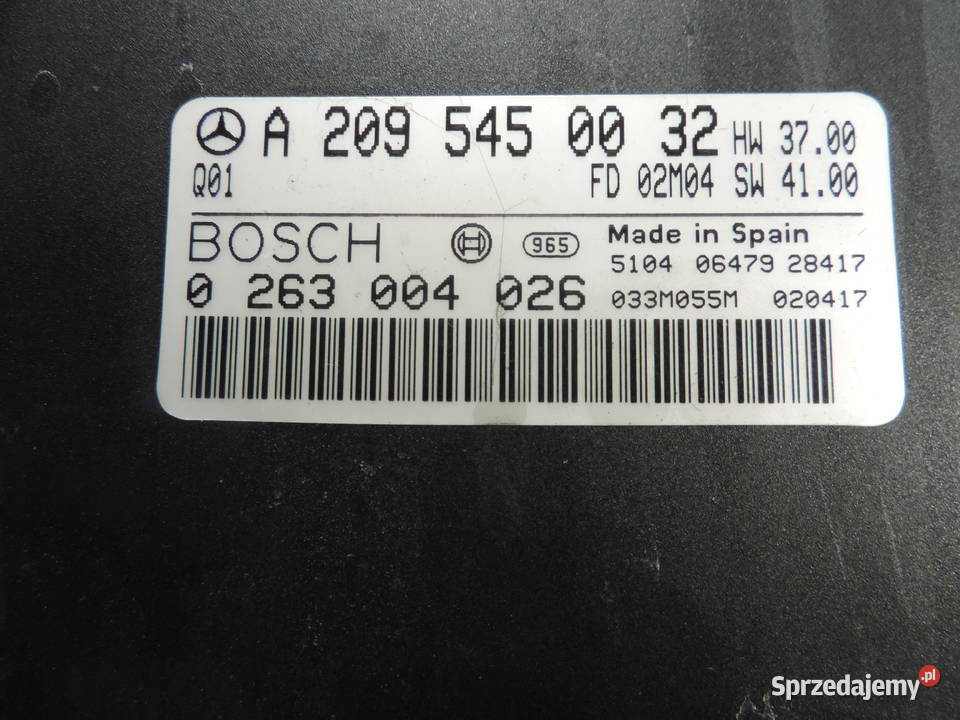 A 209 545 00 32 HW 37.00
Q01 FD 02M04 SW 41.00
BOSCH 965 Made in Spain
5104 06479 28417
0 263 004 026 033M055M 020417
Sprzedajemy.pl